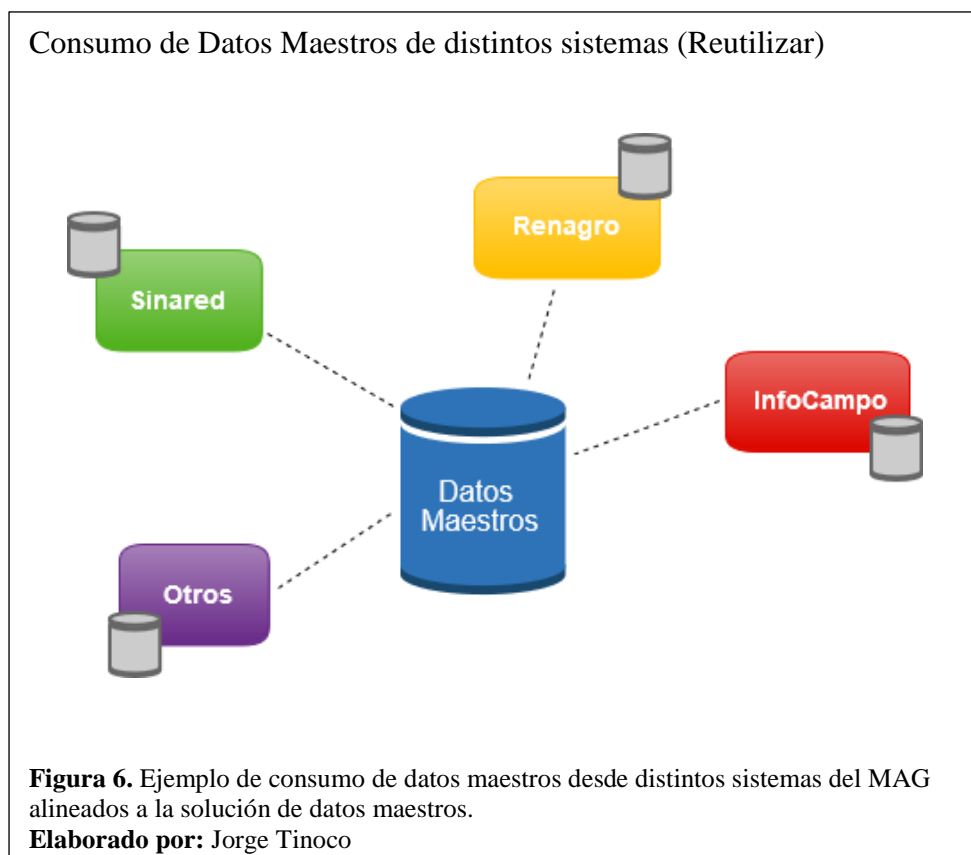 Consumo de Datos Maestros de distintos sistemas (Reutilizar)
Renagro
Sinared
InfoCampo
Datos
Maestros
Otros
Figura 6. Ejemplo de consumo de datos maestros desde distintos sistemas del MAG
alineados a la solución de datos maestros.
Elaborado por: Jorge Tinoco